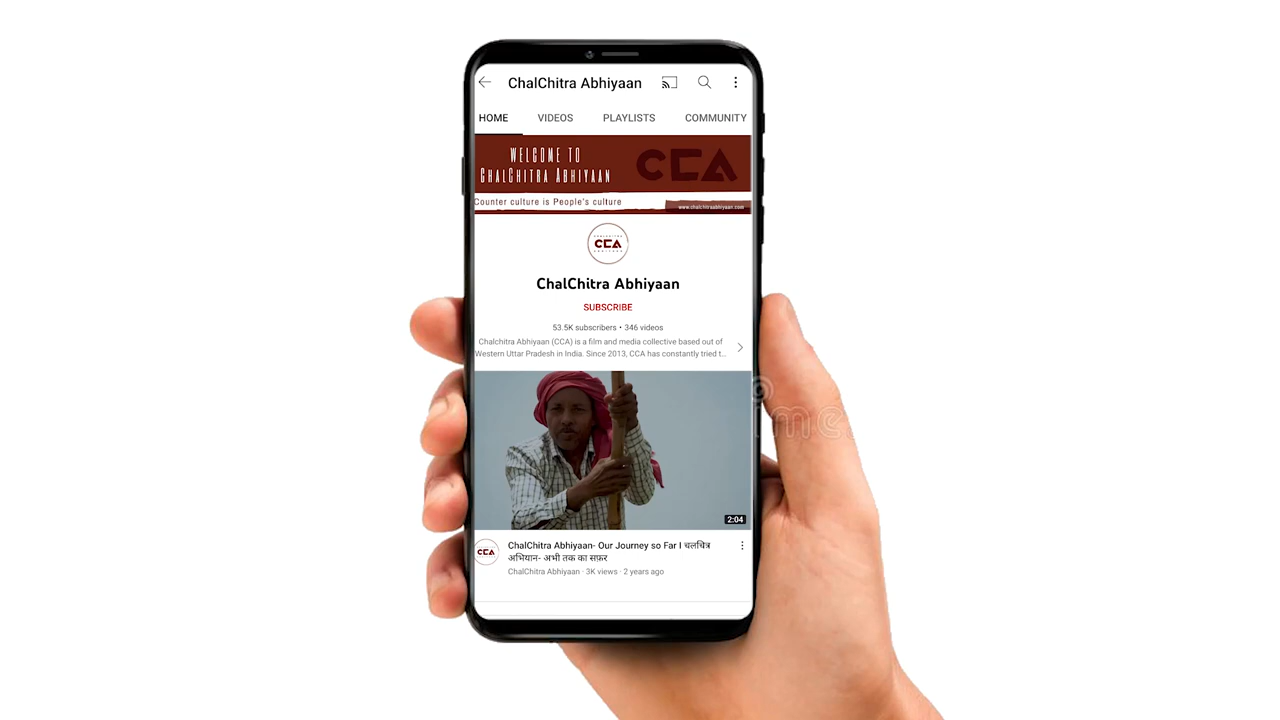 ChalChitra Abhiyaan
HOME VIDEOS PLAYLISTS COMMUNITY
WELCOME TO
CHALCHITRA ABHIYAAN
CCA
Counter culture is People's culture
www.chalchitraabhiyaan.com
CCA
ChalChitra Abhiyaan
SUBSCRIBE
53.5K subscribers • 346 videos
Chalchitra Abhiyaan (CCA) is a film and media collective based out of
Western Uttar Pradesh in India. Since 2013, CCA has constantly tried t...
2:04
CCA
ChalChitra Abhiyaan- Our Journey so Far I चलचित्र
अभियान- अभी तक का सफ़र
ChalChitra Abhiyaan · 3K views · 2 years ago